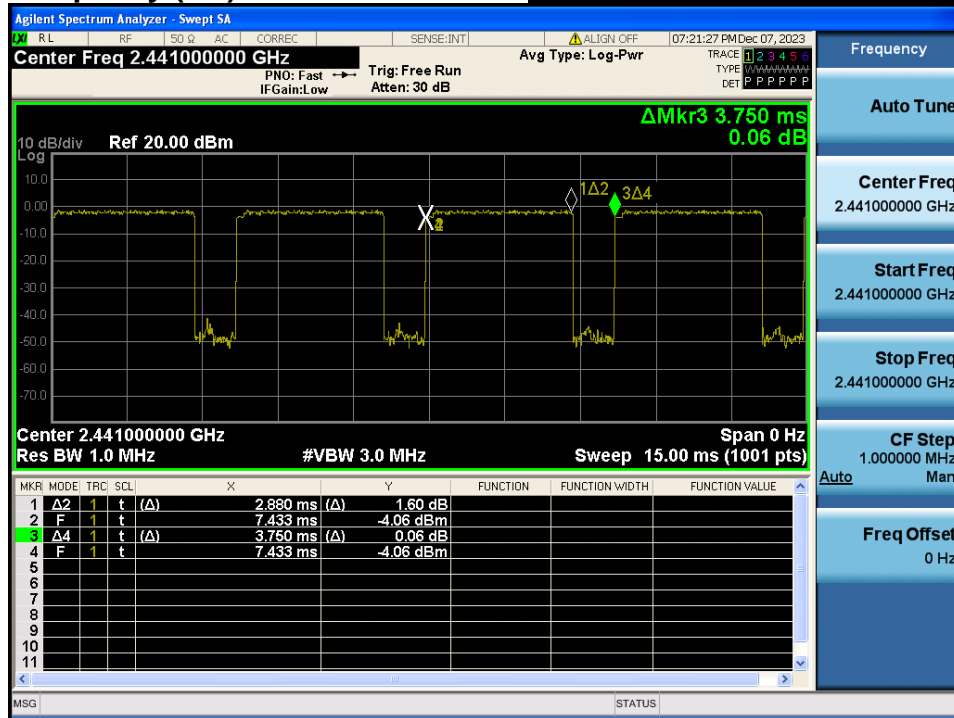 Agilent Spectrum Analyzer - Swept SA
LXI RL RF 50 Ω AC CORREC SENSE:INT ALIGN OFF 07:21:27 PM Dec 07, 2023
Center Freq 2.441000000 GHz
PNO: Fast
IFGain:Low
Trig: Free Run
Atten: 30 dB
Avg Type: Log-Pwr
TRACE 1 2 3 4 5 6
TYPE WWWWWW
DET P P P P P P
ΔMkr3 3.750 ms
0.06 dB
10 dB/div Ref 20.00 dBm
Log
10.0
0.00
-10.0
-20.0
-30.0
-40.0
-50.0
-60.0
-70.0
1Δ2
3Δ4
X
Center 2.441000000 GHz Span 0 Hz
Res BW 1.0 MHz #VBW 3.0 MHz Sweep 15.00 ms (1001 pts)
MKR MODE TRC SCL X Y FUNCTION FUNCTION WIDTH FUNCTION VALUE
1 Δ2 1 t (Δ) 2.880 ms (Δ) 1.60 dB
2 F 1 t 7.433 ms -4.06 dBm
3 Δ4 1 t (Δ) 3.750 ms (Δ) 0.06 dB
4 F 1 t 7.433 ms -4.06 dBm
5
6
7
8
9
10
11
MSG STATUS
Frequency
Auto Tune
Center Freq
2.441000000 GHz
Start Freq
2.441000000 GHz
Stop Freq
2.441000000 GHz
CF Step
1.000000 MHz
Auto Man
Freq Offset
0 Hz